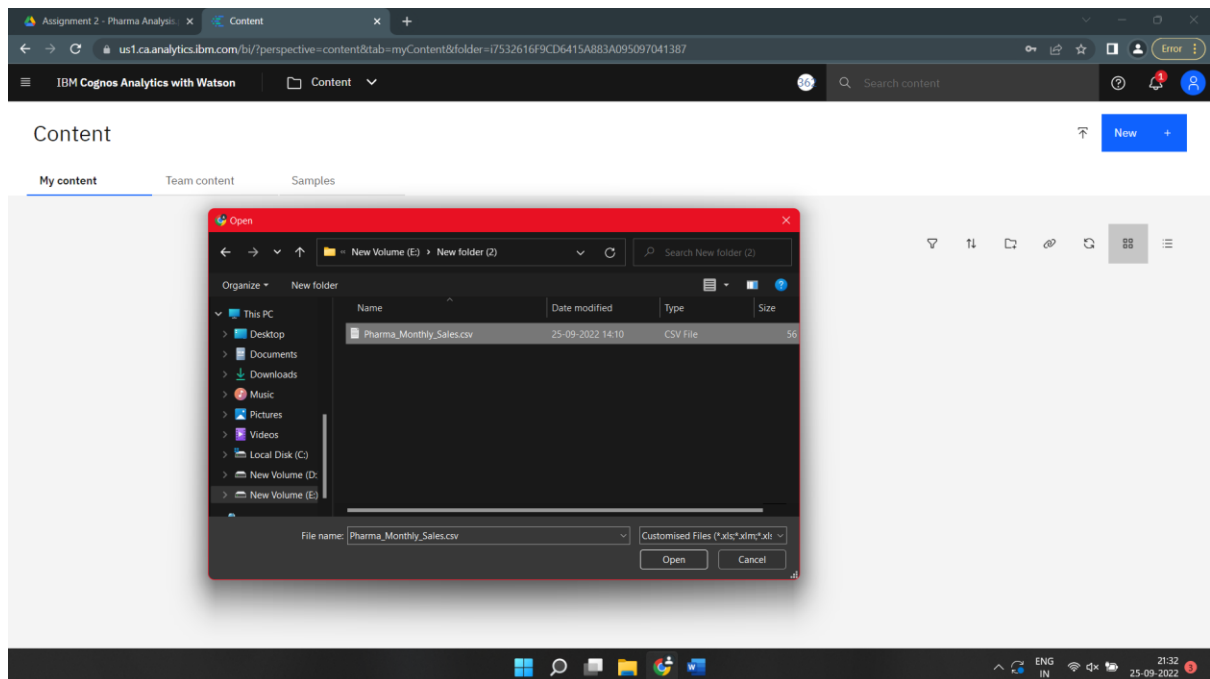 Assignment 2 - Pharma Analysis.
Content
us1.ca.analytics.ibm.com/bi/?perspective=content&tab=myContent&folder=i7532616F9CD6415A883A095097041387
Error
IBM Cognos Analytics with Watson
Content
Search content
1
Content
New +
My content Team content Samples
Open
« New Volume (E:) > New folder (2)
Search New folder (2)
Organize New folder
Name Date modified Type Size
This PC
Pharma_Monthly_Sales.csv 25-09-2022 14:10 CSV File 56
Desktop
Documents
Downloads
Music
Pictures
Videos
Local Disk (C:)
New Volume (D:
New Volume (E:)
File name: Pharma_Monthly_Sales.csv Customised Files (*.xls;*.xlm;*.xls
Open Cancel
ENG
IN
21:32
25-09-2022
3